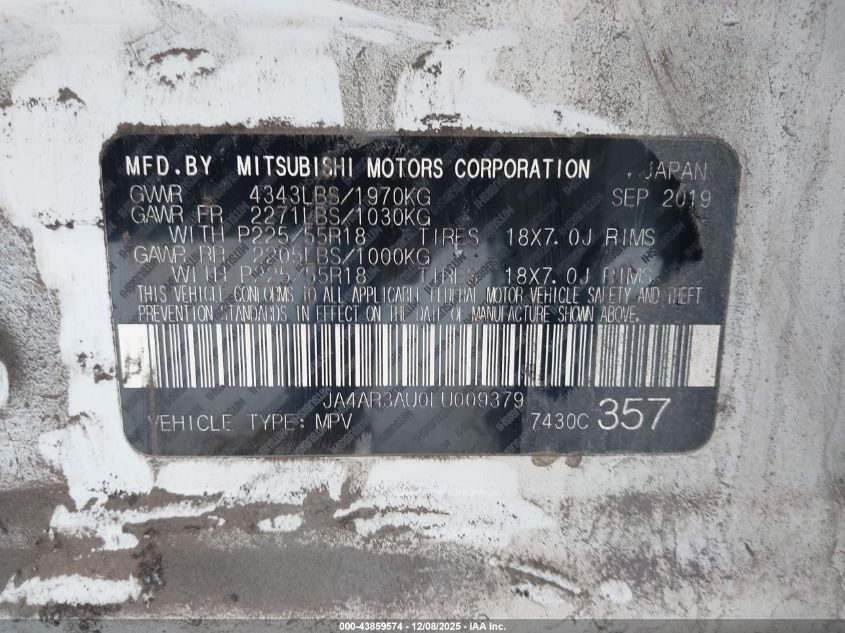 MFD.BY MITSUBISHI MOTORS CORPORATION , JAPAN
GVWR 4343LBS/1970KG SEP 2019
GAWR FR 2271LBS/1030KG
WITH P225/55R18 TIRES 18X7.0J RIMS
GAWR RR 2205LBS/1000KG
WITH P225/55R18 TIRES 18X7.0J RIMS
THIS VEHICLE CONFORMS TO ALL APPLICABLE FEDERAL MOTOR VEHICLE SAFETY AND THEFT
PREVENTION STANDARDS IN EFFECT ON THE DATE OF MANUFACTURE SHOWN ABOVE.
JA4AR3AU0LU009379
VEHICLE TYPE: MPV 7430C 357
000-43859574 | 12/08/2025 - IAA Inc.